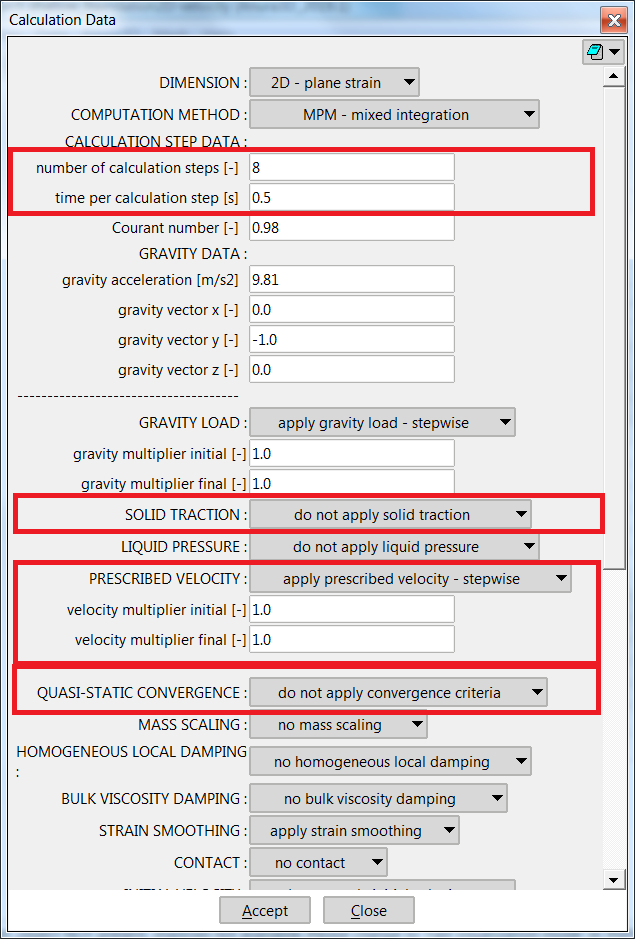 Calculation Data
DIMENSION : 2D - plane strain
COMPUTATION METHOD : MPM - mixed integration
CALCULATION STEP DATA :
number of calculation steps [-] 8
time per calculation step [s] 0.5
Courant number [-] 0.98
GRAVITY DATA :
gravity acceleration [m/s2] 9.81
gravity vector x [-] 0.0
gravity vector y [-] -1.0
gravity vector z [-] 0.0
-------------------------------------
GRAVITY LOAD : apply gravity load - stepwise
gravity multiplier initial [-] 1.0
gravity multiplier final [-] 1.0
SOLID TRACTION : do not apply solid traction
LIQUID PRESSURE : do not apply liquid pressure
PRESCRIBED VELOCITY : apply prescribed velocity - stepwise
velocity multiplier initial [-] 1.0
velocity multiplier final [-] 1.0
QUASI-STATIC CONVERGENCE : do not apply convergence criteria
MASS SCALING : no mass scaling
HOMOGENEOUS LOCAL DAMPING : no homogeneous local damping
BULK VISCOSITY DAMPING : no bulk viscosity damping
STRAIN SMOOTHING : apply strain smoothing
CONTACT : no contact
Accept Close